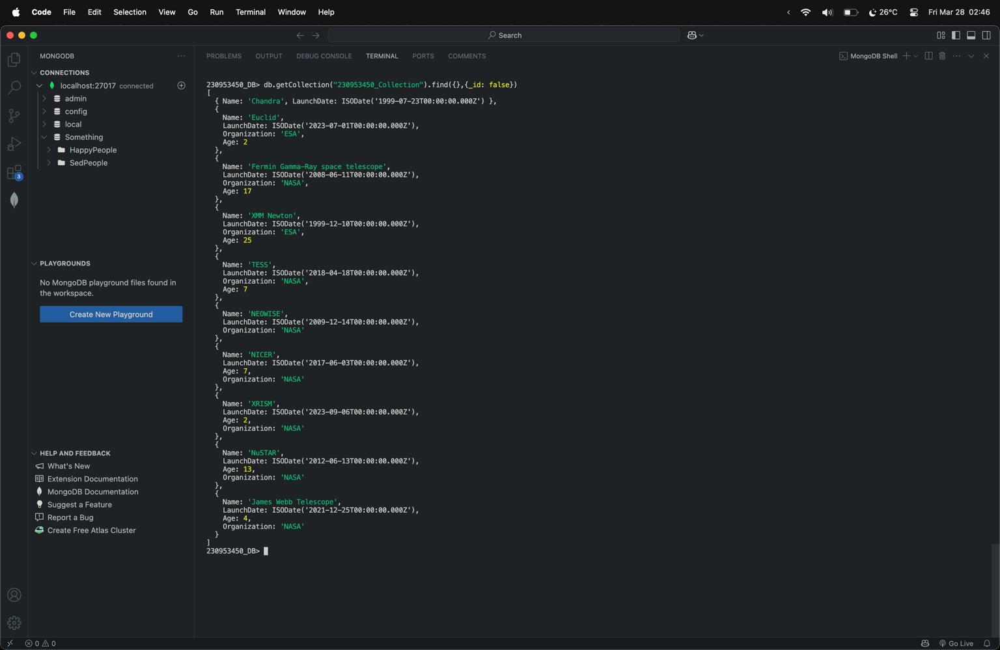 Code File Edit Selection View Go Run Terminal Window Help 26°C Fri Mar 28 02:46
Search
MONGODB
PROBLEMS OUTPUT DEBUG CONSOLE TERMINAL PORTS COMMENTS MongoDB Shell
CONNECTIONS
localhost:27017 connected
admin
config
local
Something
HappyPeople
SedPeople
3
PLAYGROUNDS
No MongoDB playground files found in
the workspace.
Create New Playground
HELP AND FEEDBACK
What's New
Extension Documentation
MongoDB Documentation
Suggest a Feature
Report a Bug
Create Free Atlas Cluster
230953450_DB> db.getCollection("230953450_Collection").find({},{_id: false})
[
{ Name: 'Chandra', LaunchDate: ISODate('1999-07-23T00:00:00.000Z') },
{
Name: 'Euclid',
LaunchDate: ISODate('2023-07-01T00:00:00.000Z'),
Organization: 'ESA',
Age: 2
},
{
Name: 'Fermin Gamma-Ray space telescope',
LaunchDate: ISODate('2008-06-11T00:00:00.000Z'),
Organization: 'NASA',
Age: 17
},
{
Name: 'XMM Newton',
LaunchDate: ISODate('1999-12-10T00:00:00.000Z'),
Organization: 'ESA',
Age: 25
},
{
Name: 'TESS',
LaunchDate: ISODate('2018-04-18T00:00:00.000Z'),
Organization: 'NASA',
Age: 7
},
{
Name: 'NEOWISE',
LaunchDate: ISODate('2009-12-14T00:00:00.000Z'),
Organization: 'NASA'
},
{
Name: 'NICER',
LaunchDate: ISODate('2017-06-03T00:00:00.000Z'),
Age: 7,
Organization: 'NASA'
},
{
Name: 'XRISM',
LaunchDate: ISODate('2023-09-06T00:00:00.000Z'),
Age: 2,
Organization: 'NASA'
},
{
Name: 'NuSTAR',
LaunchDate: ISODate('2012-06-13T00:00:00.000Z'),
Age: 13,
Organization: 'NASA'
},
{
Name: 'James Webb Telescope',
LaunchDate: ISODate('2021-12-25T00:00:00.000Z'),
Age: 4,
Organization: 'NASA'
}
]
230953450_DB>
0 0 Go Live